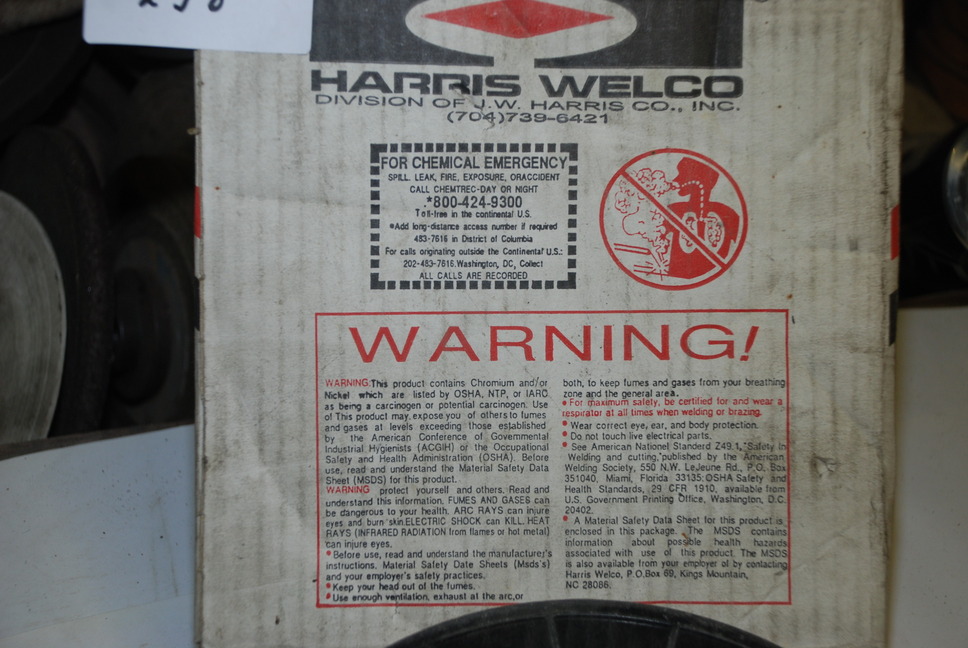 HARRIS WELCO
DIVISION OF J.W. HARRIS CO., INC.
(704)739-6421
FOR CHEMICAL EMERGENCY
SPILL. LEAK, FIRE, EXPOSURE, ORACCIDENT
CALL CHEMTREC-DAY OR NIGHT
.*800-424-9300
Toll-free in the continental U.S.
*Add long-distance access number if required
483-7616 in District of Columbia
For calls originating outside the Continental U.S.:
202-483-7616.Washington, DC, Collect
ALL CALLS ARE RECORDED
WARNING!
WARNING:This product contains Chromium and/or
Nickel which are listed by OSHA, NTP, or IARC
as being a carcinogen or potential carcinogen. Use
of This product may.expose you of others to fumes
and gases at levels exceeding those established
by the American Conference of Govemmental
Industrial Hygienists (ACGIH) or the Occupational
Safety and Health Administration (OSHA). Before
use, read and understand the Material Safety Data
Sheet (MSDS) for this product.
WARNING protect yourself and others. Read and
understand this information. FUMES AND GASES can
be dangerous to your health. ARC RAYS can injure
eyes and burn skin.ELECTRIC SHOCK can KILL. HEAT
RAYS (INFRARED RADIATION from flames or hot metal)
can injure eyes.
• Before use, read and understand the manufacturer's
instructions. Material Safety Date Sheets (Msds's)
and your employer's safety practices.
• Keep your head out of the fumes.
• Use enough ventilation, exhaust at the arc,or
both, to keep fumes and gases from your breathing
zone and the general area.
• For maximum safety, be certified for and wear a
respirator at all times when welding or brazing.
• Wear correct eye, ear, and body protection.
• Do not touch live electrical parts.
• See American Nationel Standerd Z49.1,"Safety in
Welding and cutting,"published by the American
Welding Society, 550 N.W. LeJeune Rd., P.O. Box
351040, Miami, Florida 33135:OSHA Safety and
Health Standards, 29 CFR 1910, available from
U.S. Government Printing Office, Washington, D.C.
20402.
• A Material Safety Data Sheet for this product is
enclosed in this package. The MSDS contains
information about possible health hazards
associated with use of this product. The MSDS
is also available from your employer of by contacting
Harris Welco, P.O.Box 69, Kings Mountain,
NC 28086.